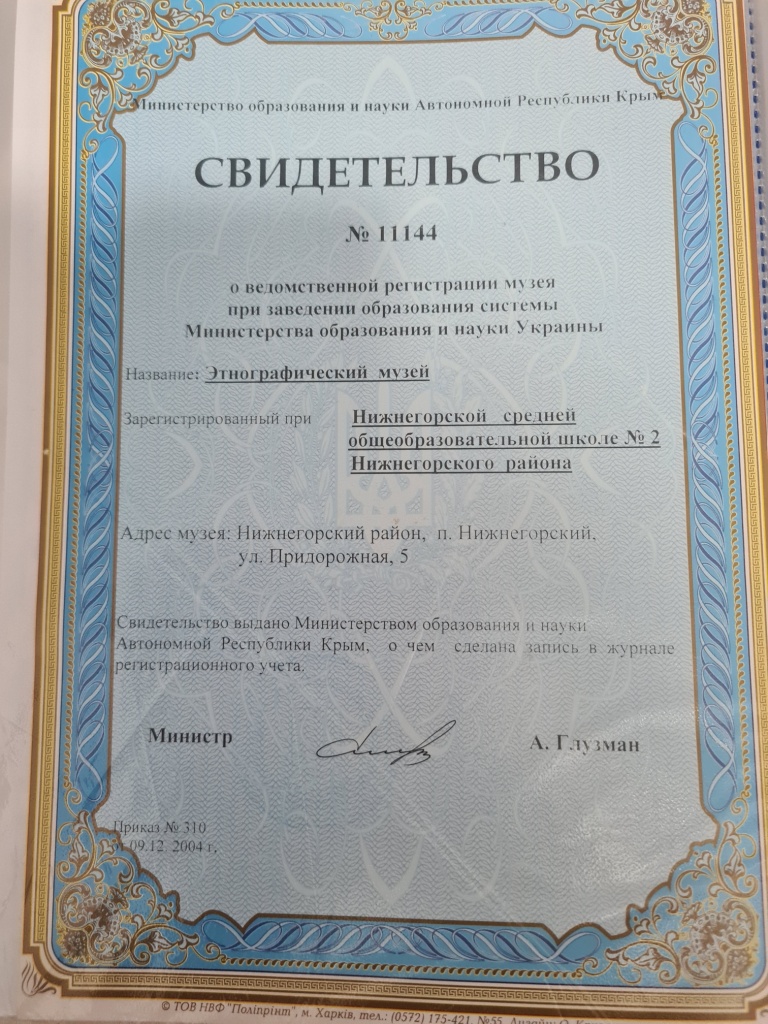 Министерство образования и науки Автономной Республики Крым
СВИДЕТЕЛЬСТВО
№ 11144
о ведомственной регистрации музея
при заведении образования системы
Министерства образования и науки Украины
Название: Этнографический музей
Зарегистрированный при Нижнегорской средней
общеобразовательной школе № 2
Нижнегорского района
Адрес музея: Нижнегорский район, п. Нижнегорский,
ул. Придорожная, 5
Свидетельство выдано Министерством образования и науки
Автономной Республики Крым, о чем сделана запись в журнале
регистрационного учета.
Министр А. Глузман
Приказ № 310
от 09.12 2004 г,
© ТОВ НВФ "Поліпрінт", м. Харків, тел.: (0572) 175-421, №55,